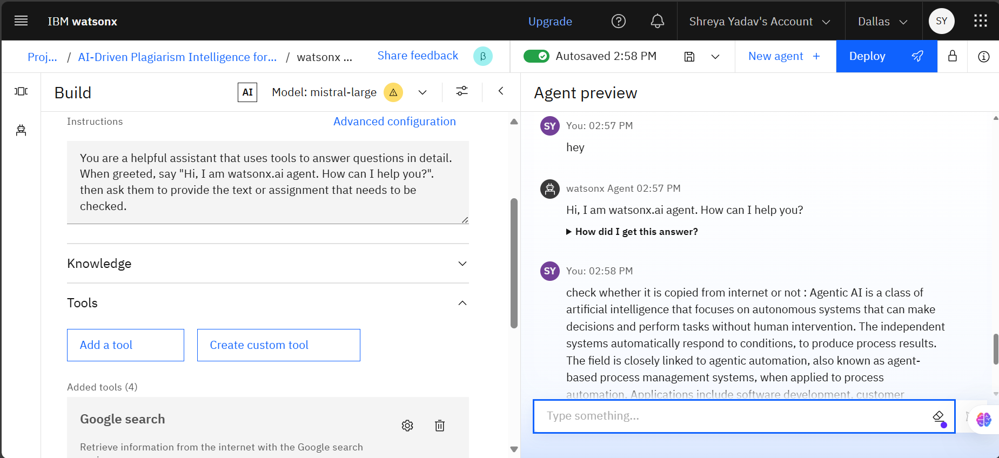 IBM watsonx
Upgrade
Shreya Yadav's Account
Dallas
SY
Proj... / AI-Driven Plagiarism Intelligence for... / watsonx ...
Share feedback
β
Autosaved 2:58 PM
New agent +
Deploy
Build
AI
Model: mistral-large
Agent preview
Instructions
Advanced configuration
You are a helpful assistant that uses tools to answer questions in detail.
When greeted, say "Hi, I am watsonx.ai agent. How can I help you?".
then ask them to provide the text or assignment that needs to be
checked.
Knowledge
Tools
Add a tool
Create custom tool
Added tools (4)
Google search
Retrieve information from the internet with the Google search
SY
You: 02:57 PM
hey
watsonx Agent 02:57 PM
Hi, I am watsonx.ai agent. How can I help you?
How did I get this answer?
SY
You: 02:58 PM
check whether it is copied from internet or not : Agentic AI is a class of
artificial intelligence that focuses on autonomous systems that can make
decisions and perform tasks without human intervention. The independent
systems automatically respond to conditions, to produce process results.
The field is closely linked to agentic automation, also known as agent-
based process management systems, when applied to process
automation. Applications include software development, customer
Type something...